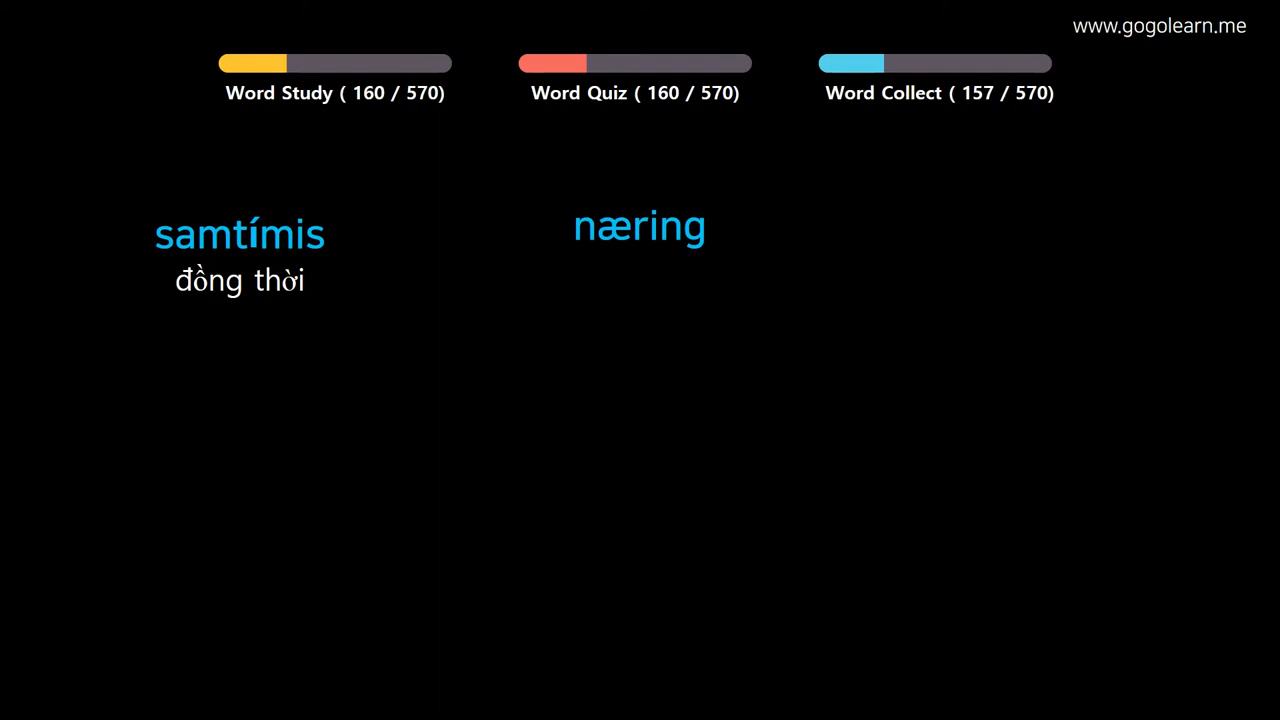 www.gogolearn.me
Word Study ( 160 / 570)
Word Quiz ( 160 / 570)
Word Collect ( 157 / 570)
samtímis
đồng thời
næring